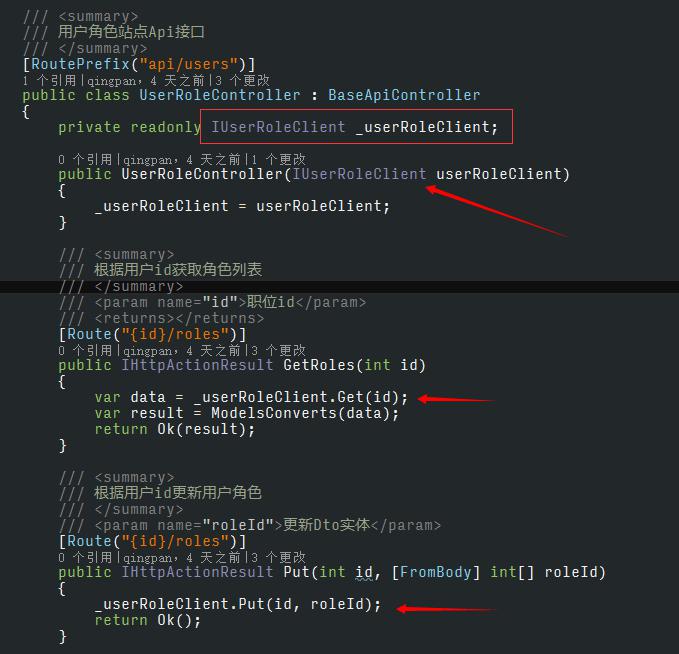 /// <summary>
/// 用户角色站点Api接口
/// </summary>
[RoutePrefix("api/users")]
1 个引用|qingpan, 4 天之前|3 个更改
public class UserRoleController : BaseApiController
{
private readonly IUserRoleClient _userRoleClient;
0 个引用|qingpan, 4 天之前|1 个更改
public UserRoleController(IUserRoleClient userRoleClient)
{
_userRoleClient = userRoleClient;
}
/// <summary>
/// 根据用户id获取角色列表
/// </summary>
/// <param name="id">职位id</param>
/// <returns></returns>
[Route("{id}/roles")]
0 个引用|qingpan, 4 天之前|3 个更改
public IHttpActionResult GetRoles(int id)
{
var data = _userRoleClient.Get(id);
var result = ModelsConverts(data);
return Ok(result);
}
/// <summary>
/// 根据用户id更新用户角色
/// </summary>
/// <param name="roleId">更新Dto实体</param>
[Route("{id}/roles")]
0 个引用|qingpan, 4 天之前|3 个更改
public IHttpActionResult Put(int id, [FromBody] int[] roleId)
{
_userRoleClient.Put(id, roleId);
return Ok();
}